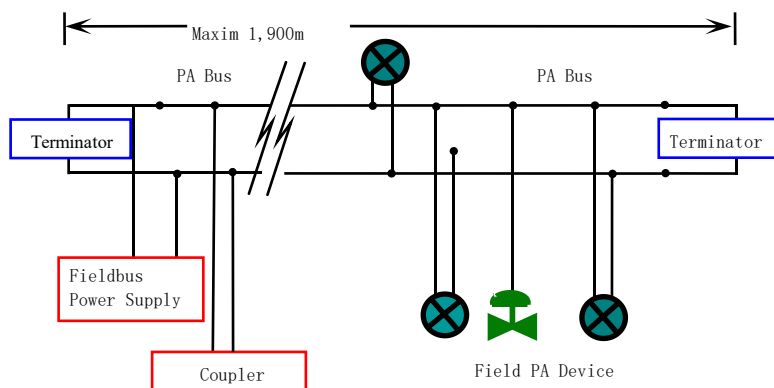 Maxim 1,900m
PA Bus
PA Bus
Terminator
Terminator
Fieldbus
Power Supply
Coupler
Field PA Device